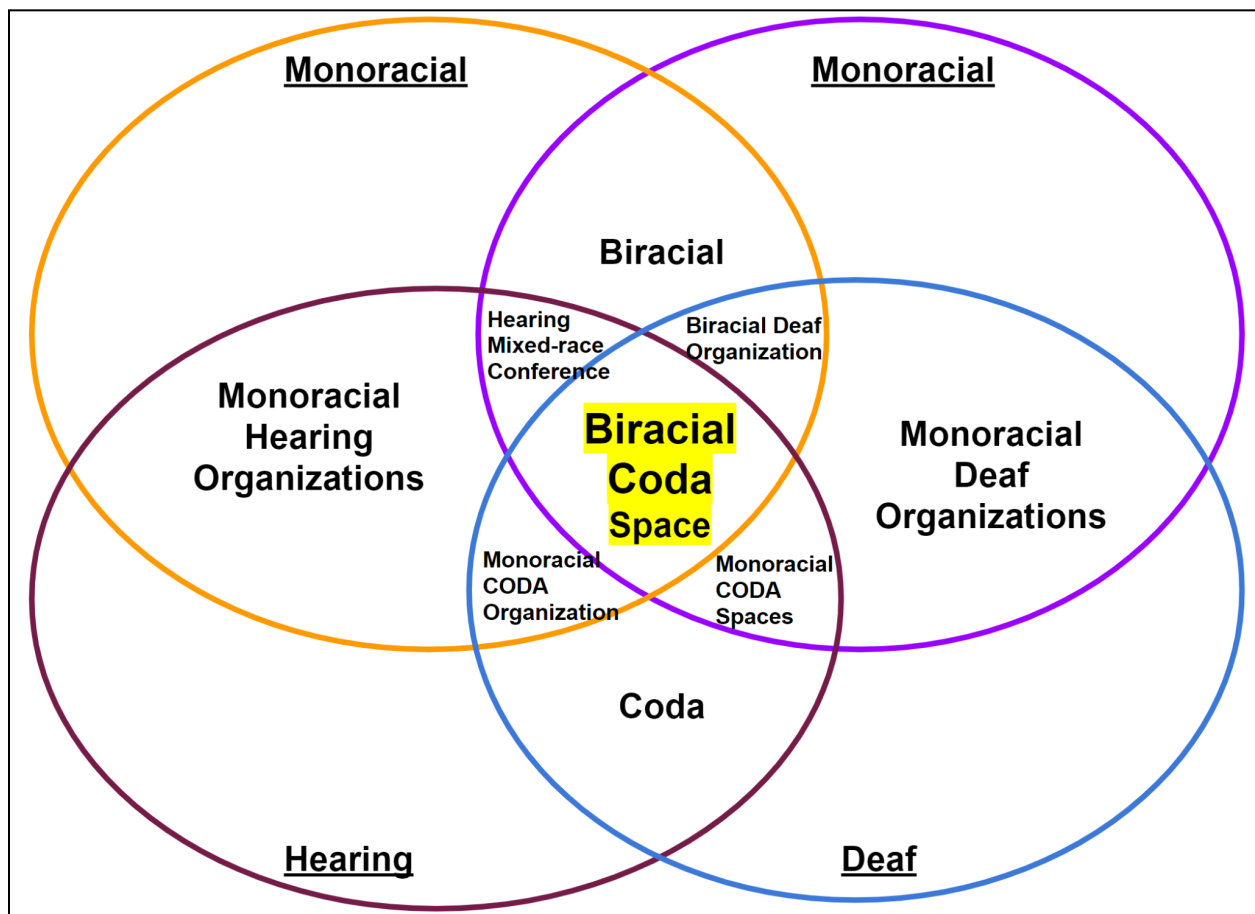 Monoracial
Monoracial
Biracial
Hearing
Mixed-race
Conference
Biracial Deaf
Organization
Monoracial
Hearing
Organizations
Biracial
Coda
Space
Monoracial
Deaf
Organizations
Monoracial
CODA
Organization
Monoracial
CODA
Spaces
Coda
Hearing
Deaf